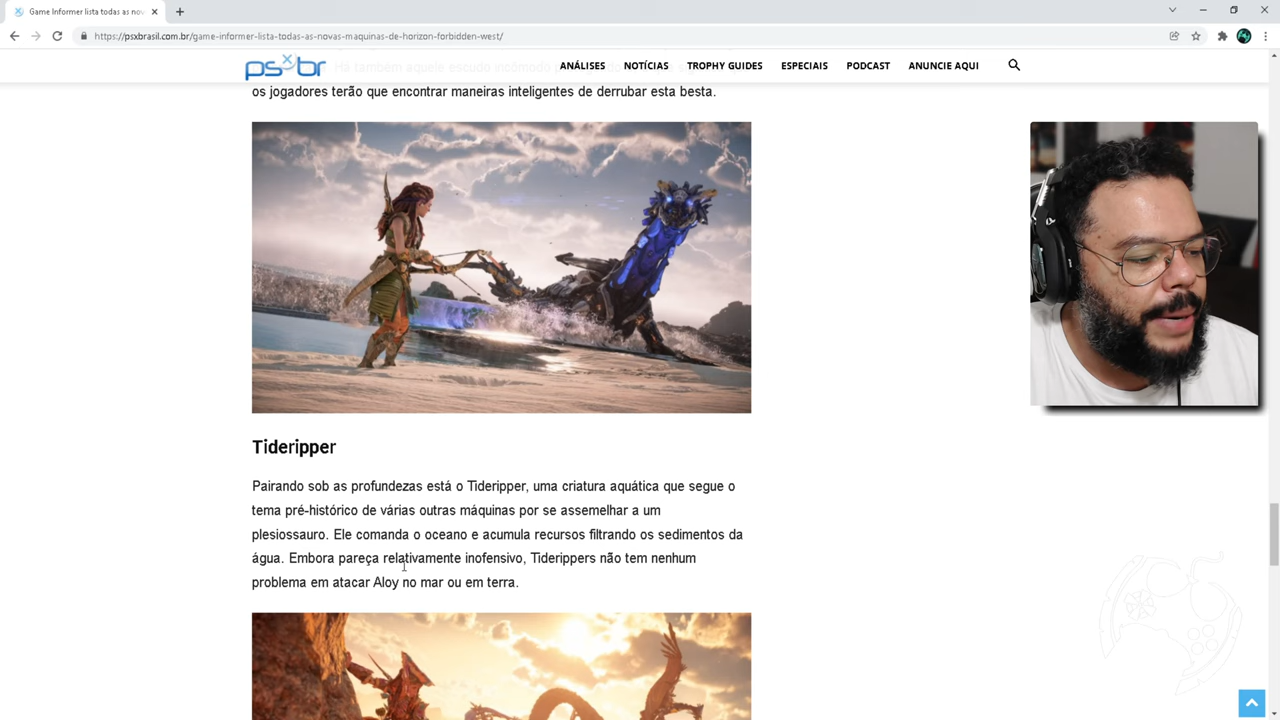 Game Informer lista todas as nov
https://psxbrasil.com.br/game-informer-lista-todas-as-novas-maquinas-de-horizon-forbidden-west/
psxbr
ANÁLISES NOTÍCIAS TROPHY GUIDES ESPECIAIS PODCAST ANUNCIE AQUI
Há também aquele escudo incômodo
os jogadores terão que encontrar maneiras inteligentes de derrubar esta besta.
Tideripper
Pairando sob as profundezas está o Tideripper, uma criatura aquática que segue o
tema pré-histórico de várias outras máquinas por se assemelhar a um
plesiossauro. Ele comanda o oceano e acumula recursos filtrando os sedimentos da
água. Embora pareça relativamente inofensivo, Tiderippers não tem nenhum
problema em atacar Aloy no mar ou em terra.